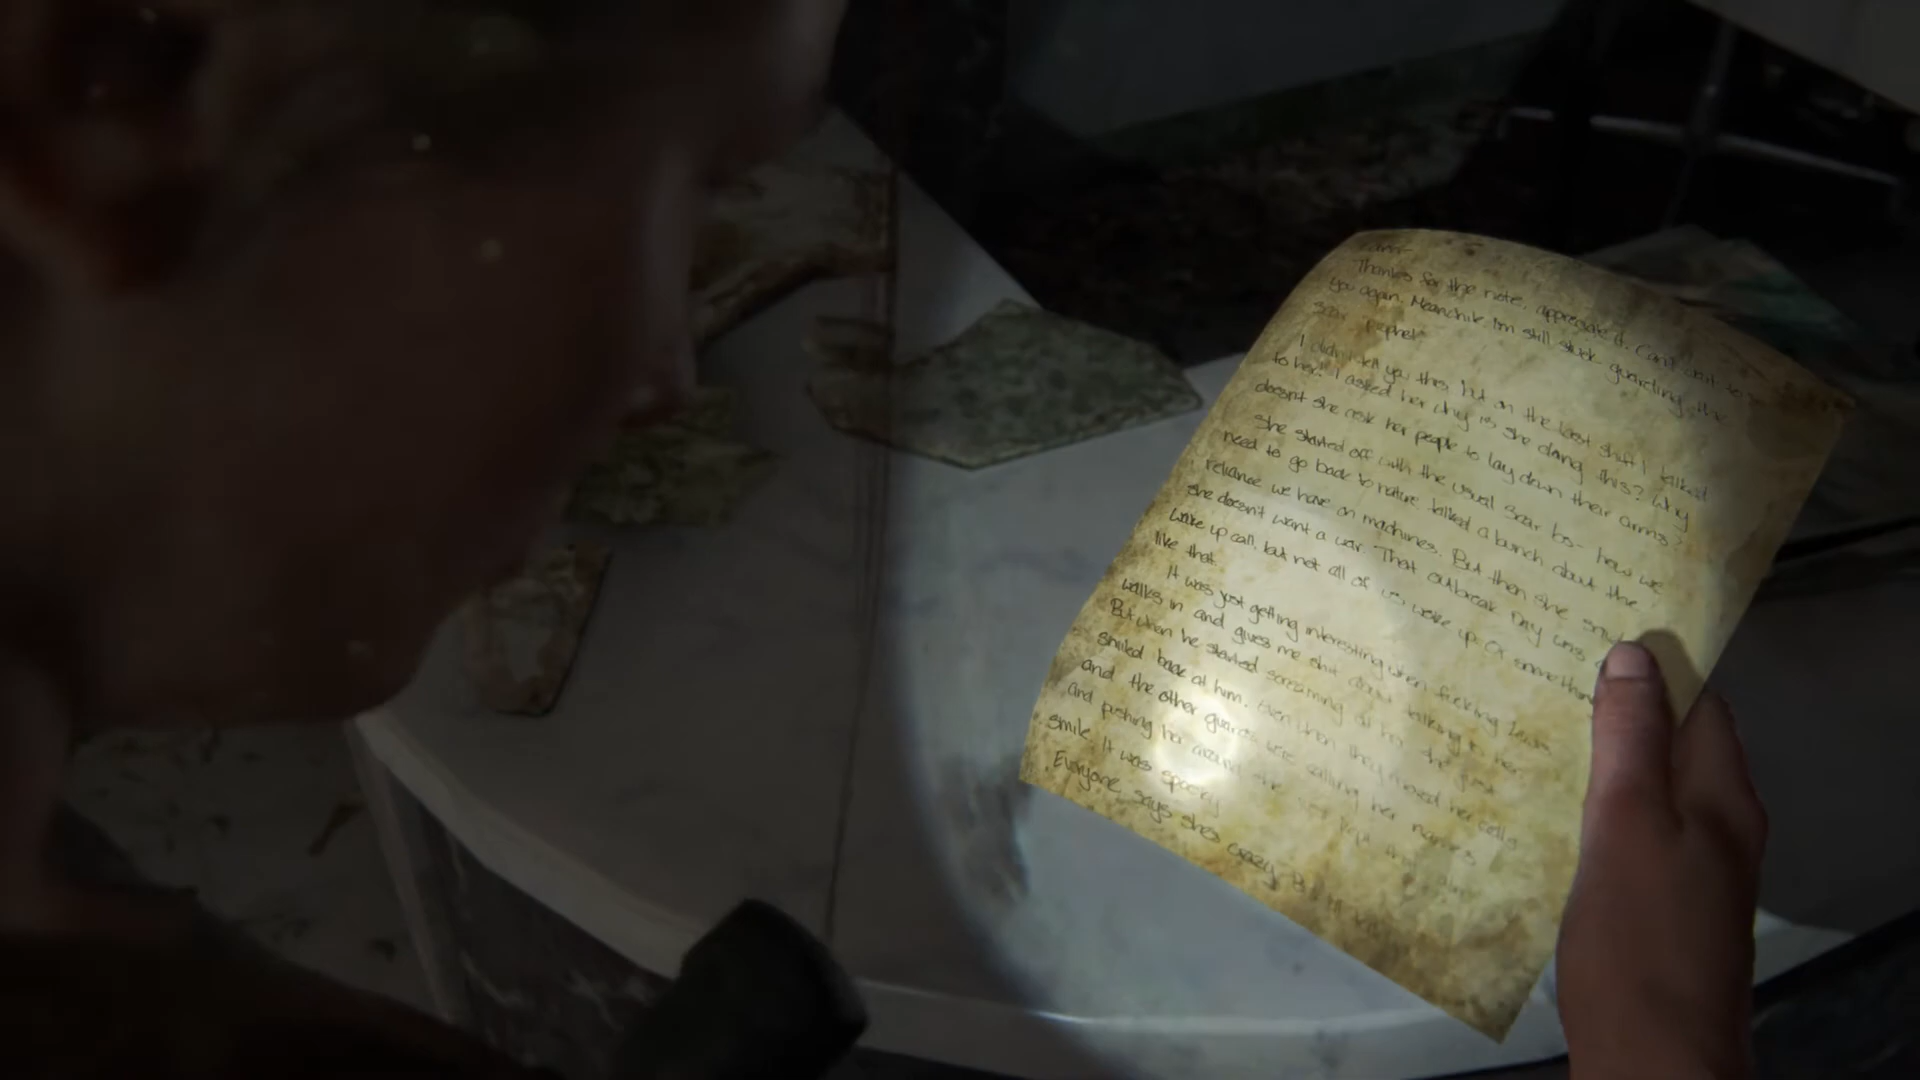 Thanks for the note, appreciate it. Can't wait to
you again. Meanwhile I'm still stuck guarding the
Scar "prophet"
I didn't tell you this, but on the last shift I talked
to her. I asked her why is she doing this? Why
doesn't she ask her people to lay down their arms?
She started off with the usual Scar bs - how we
need to go back to nature, talked a bunch about the
reliance we have on machines. But then she said
she doesn't want a war. That outbreak Day was a
wake up call, but not all of us woke up. Or something
like that.
It was just getting interesting when fucking
walks in and gives me shit about talking to her.
But when he started screaming at her she just
smiled back at him. Even when they moved her cells
and the other guards were calling her names
and pushing her around she
smile. It was spooky.
Everyone says she's crazy.